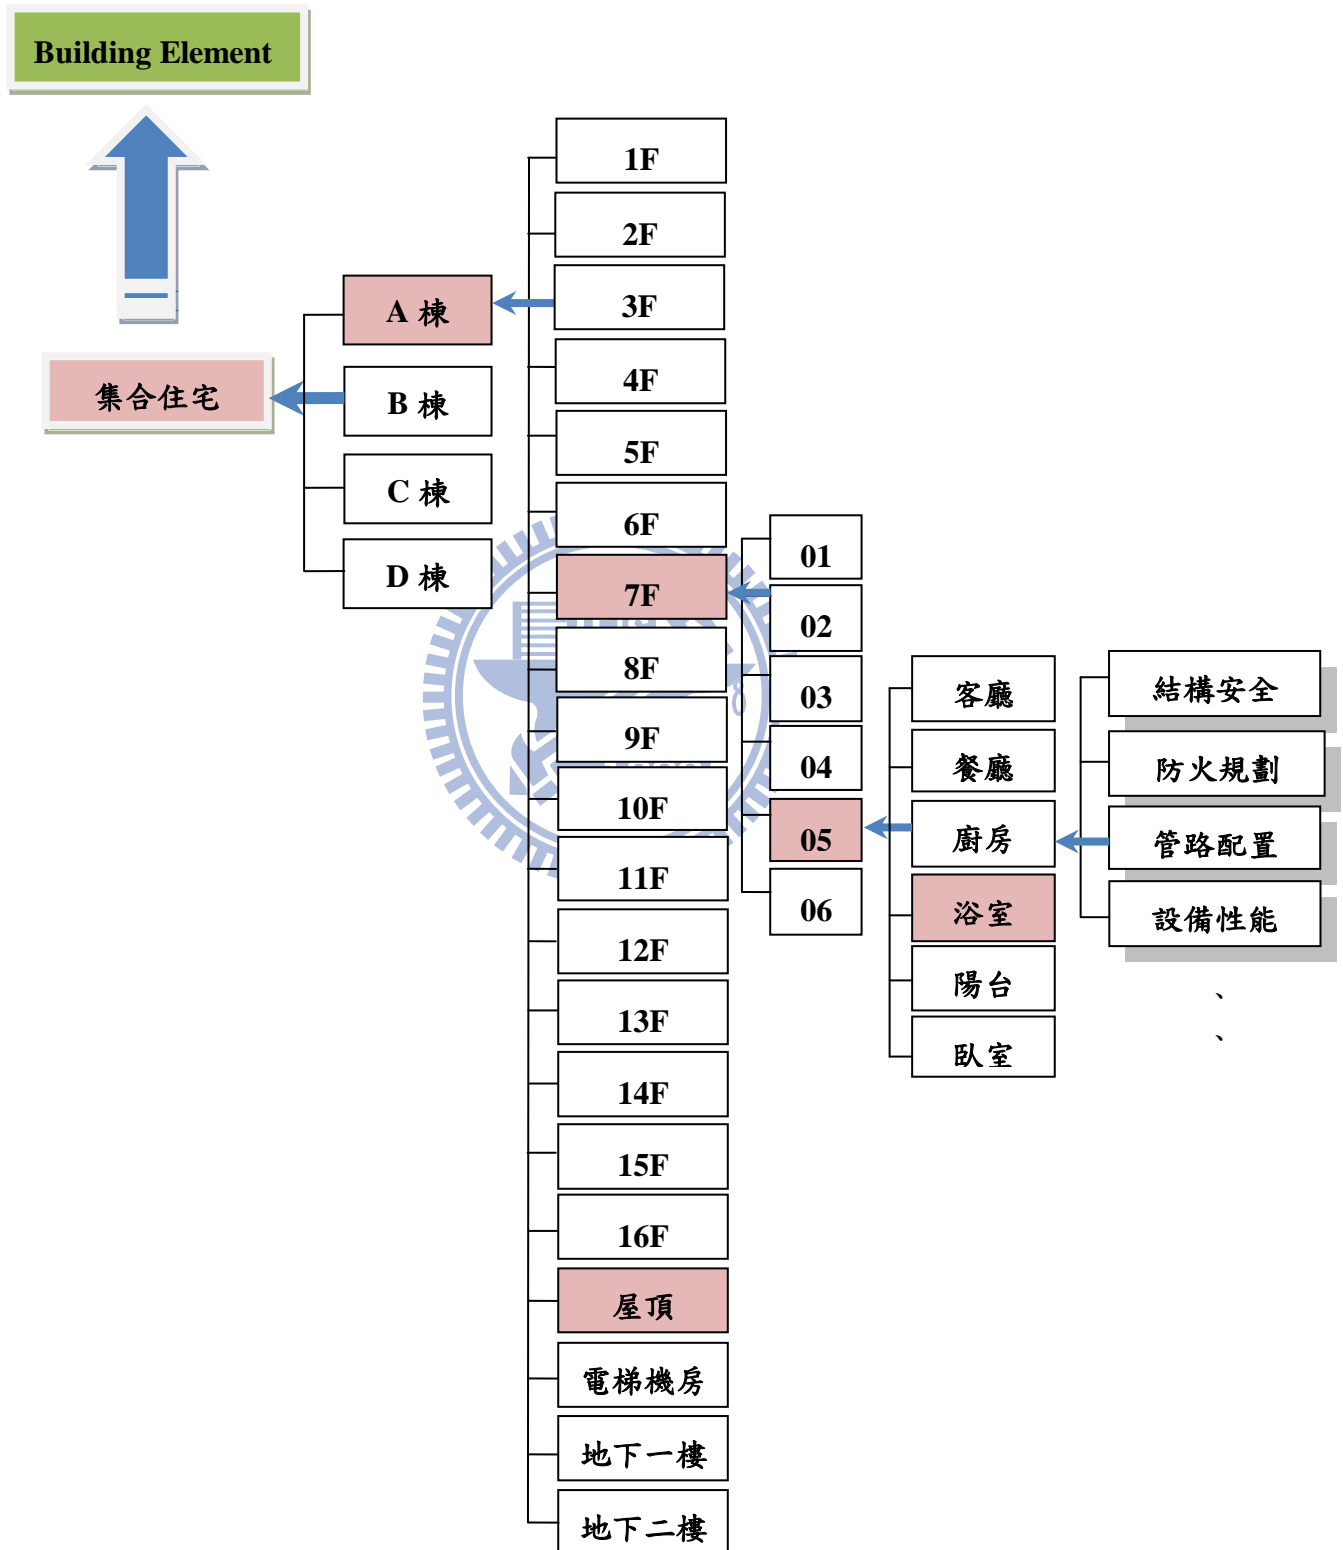 Building Element
集合住宅
A 棟
B 棟
C 棟
D 棟
1F
2F
3F
4F
5F
6F
7F
8F
9F
10F
11F
12F
13F
14F
15F
16F
屋頂
電梯機房
地下一樓
地下二樓
01
02
03
04
05
06
客廳
餐廳
廚房
浴室
陽台
臥室
結構安全
防火規劃
管路配置
設備性能
、
、